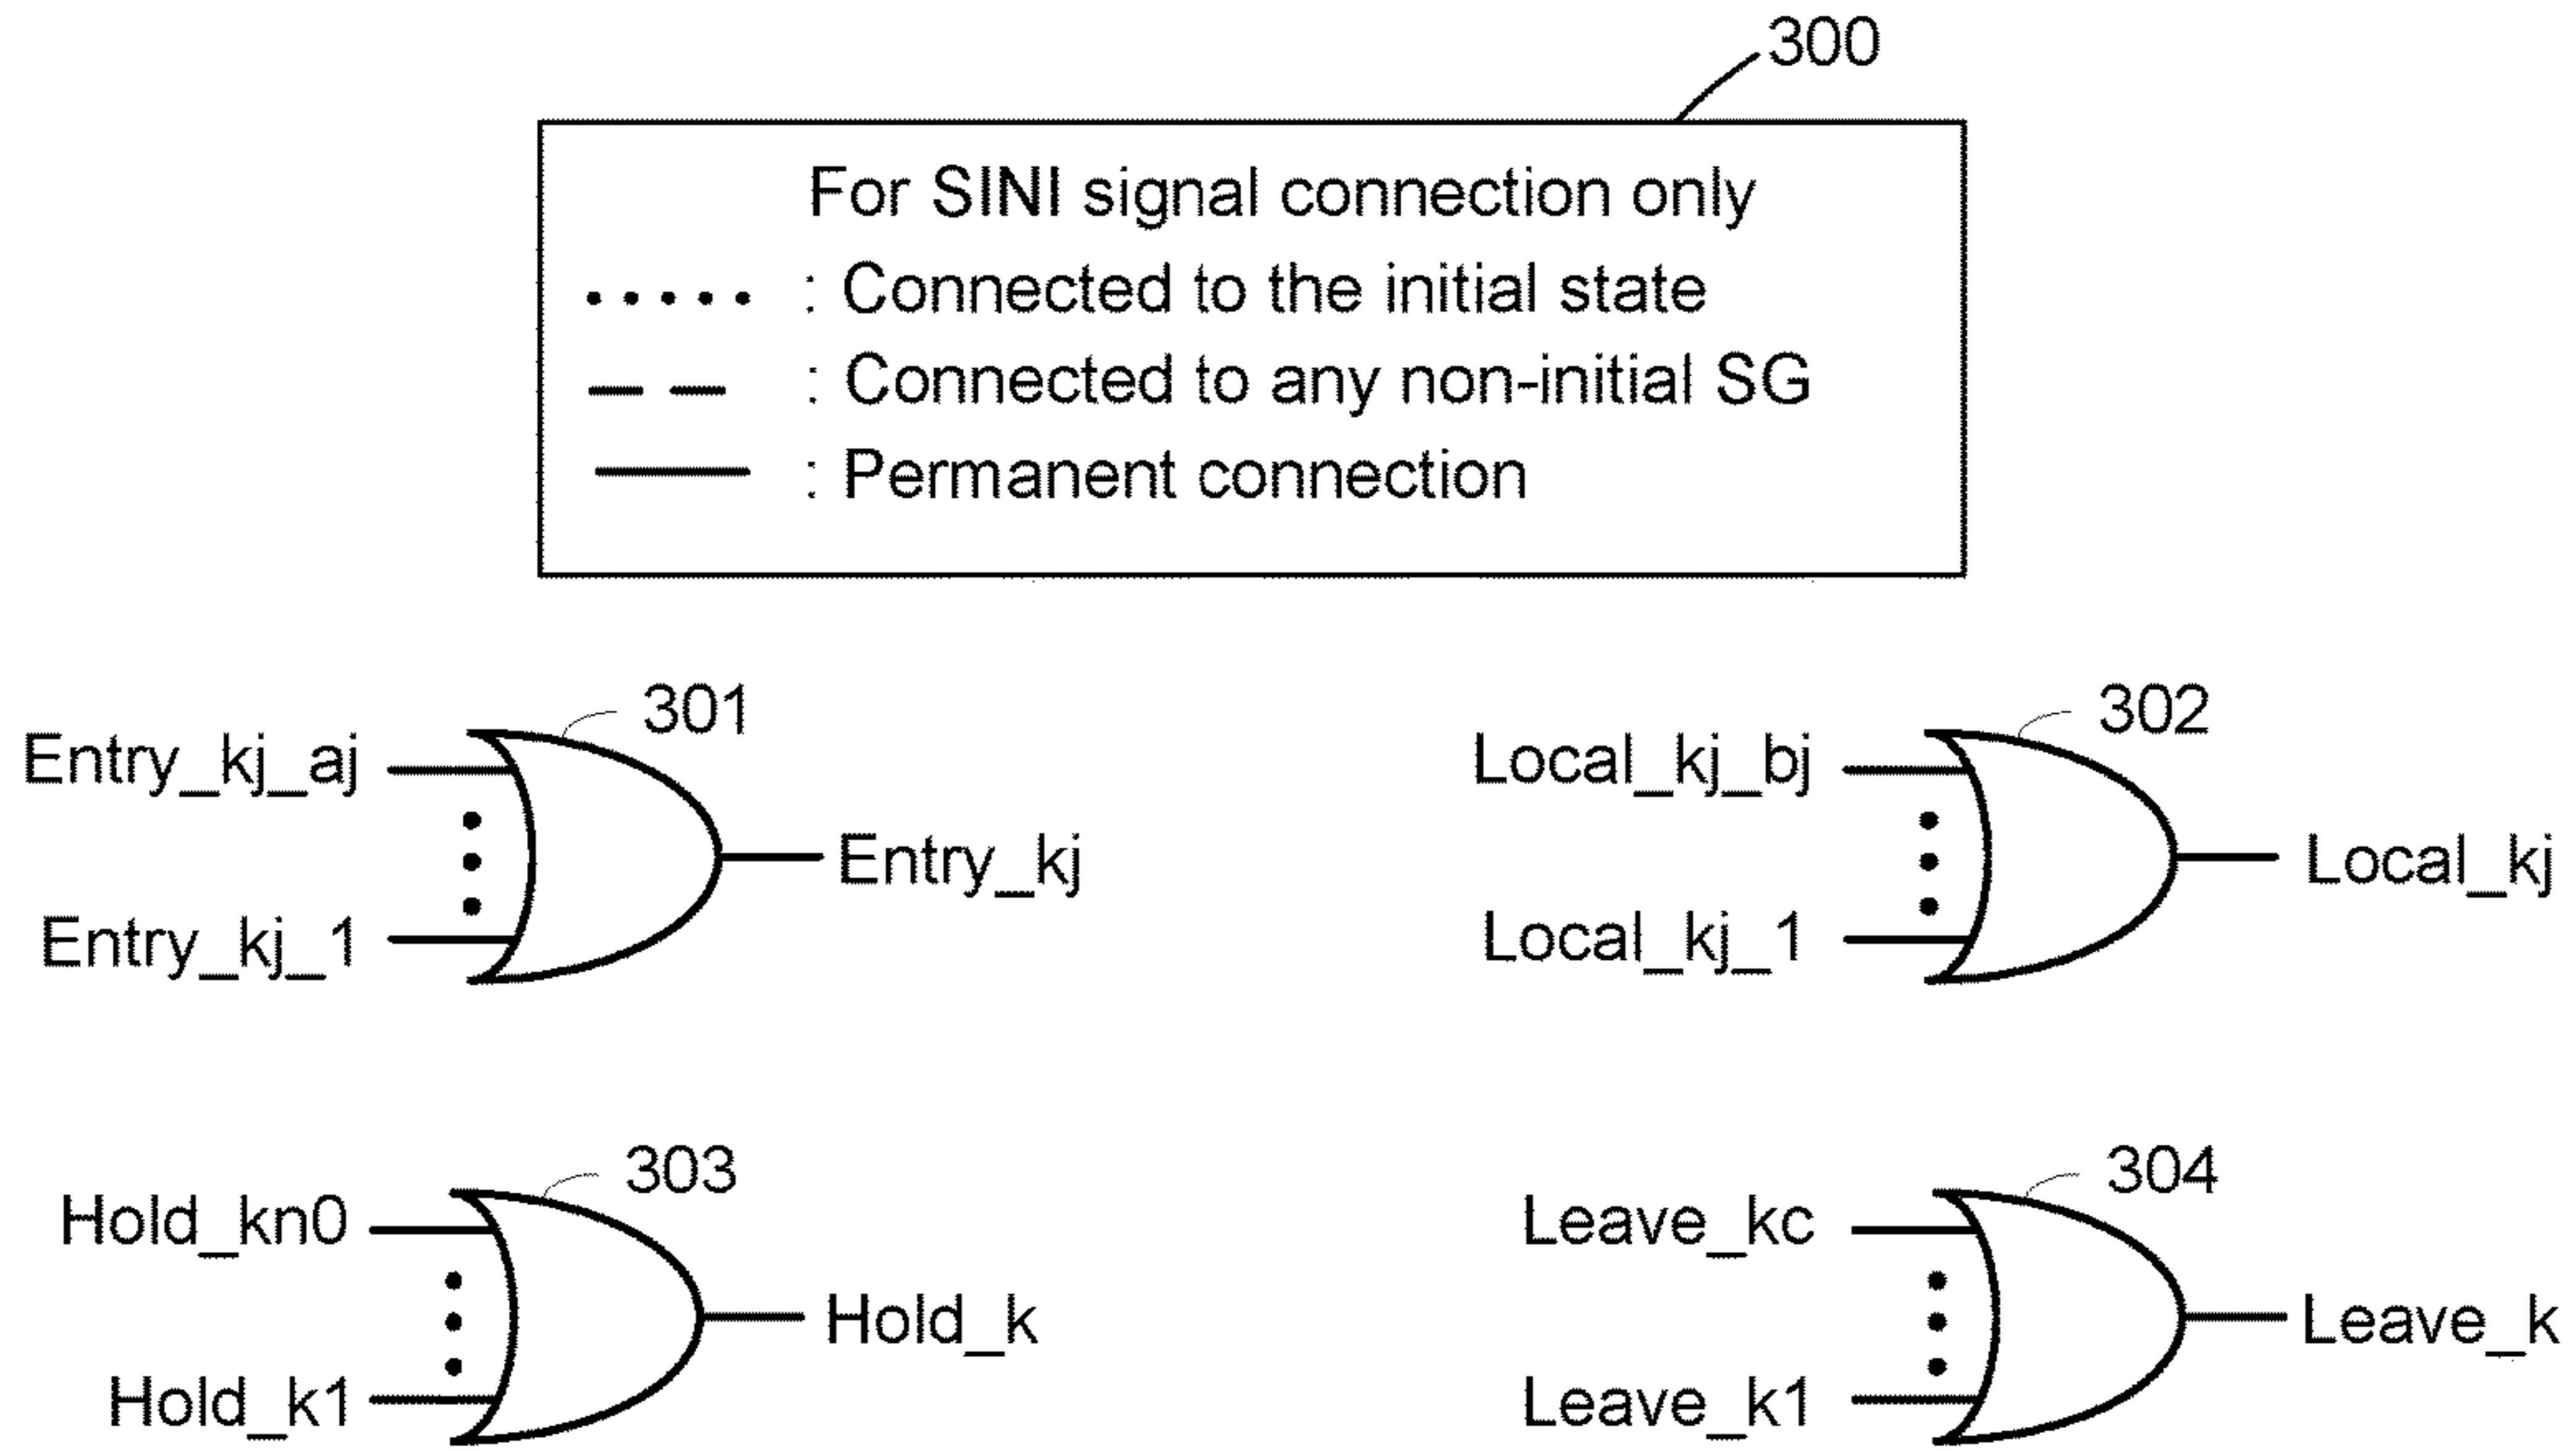 300
For SINI signal connection only
: Connected to the initial state
: Connected to any non-initial SG
: Permanent connection
301
Entry_kj_aj
Entry_kj
Entry_kj_1
302
Local_kj_bj
Local_kj
Local_kj_1
303
Hold_kn0
Hold_k
Hold_k1
304
Leave_kc
Leave_k
Leave_k1